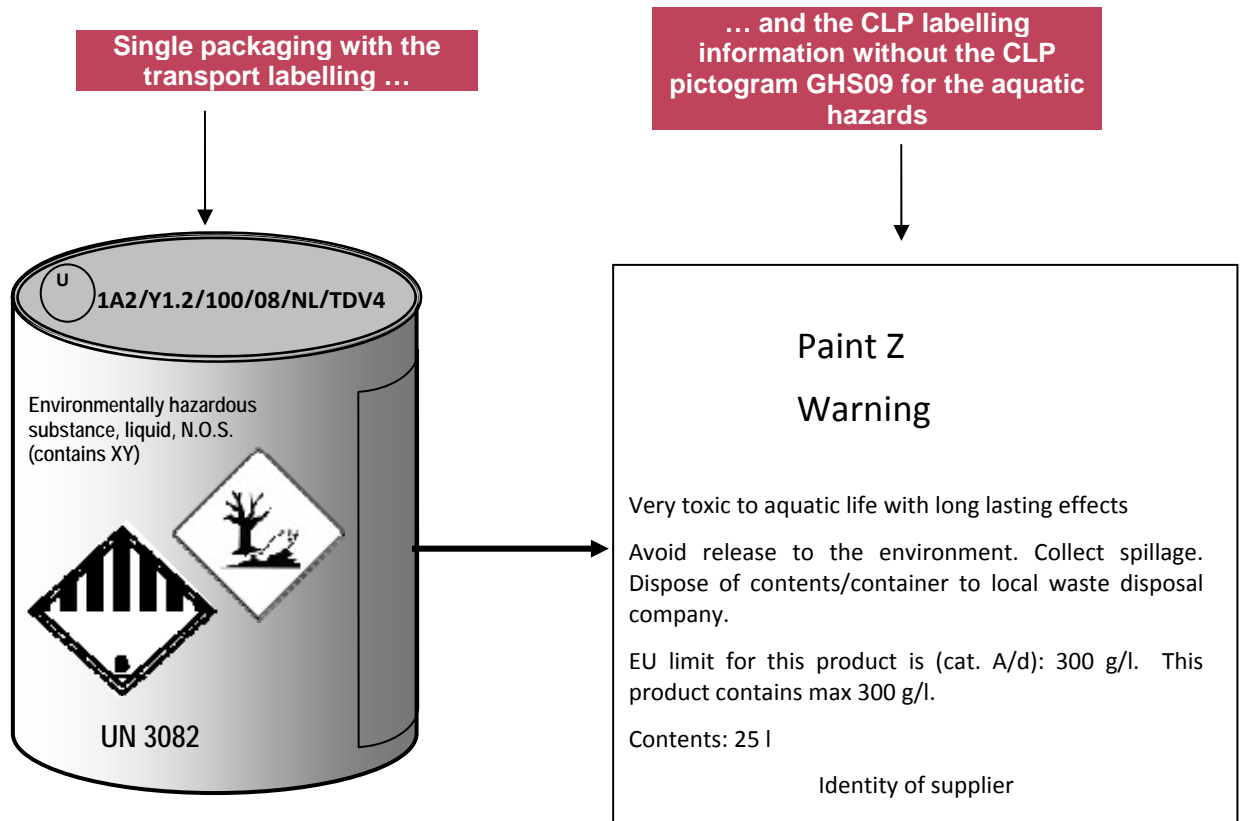 Single packaging with the
transport labelling …
… and the CLP labelling
information without the CLP
pictogram GHS09 for the aquatic
hazards
U
1A2/Y1.2/100/08/NL/TDV4
Environmentally hazardous
substance, liquid, N.O.S.
(contains XY)
UN 3082
Paint Z
Warning
Very toxic to aquatic life with long lasting effects
Avoid release to the environment. Collect spillage.
Dispose of contents/container to local waste disposal
company.
EU limit for this product is (cat. A/d): 300 g/l. This
product contains max 300 g/l.
Contents: 25 l
Identity of supplier